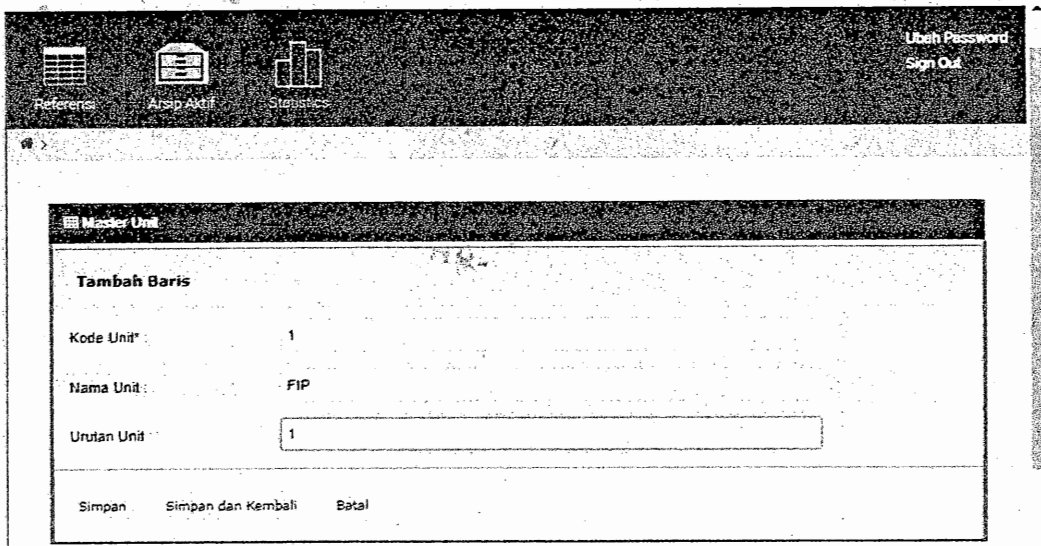 Ubah Password
Sign Out
Referensi
Arsip Aktif
Statistics
>
Master Unit
Tambah Baris
Kode Unit* :
1
Nama Unit :
FIP
Urutan Unit
1
Simpan
Simpan dan Kembali
Batal